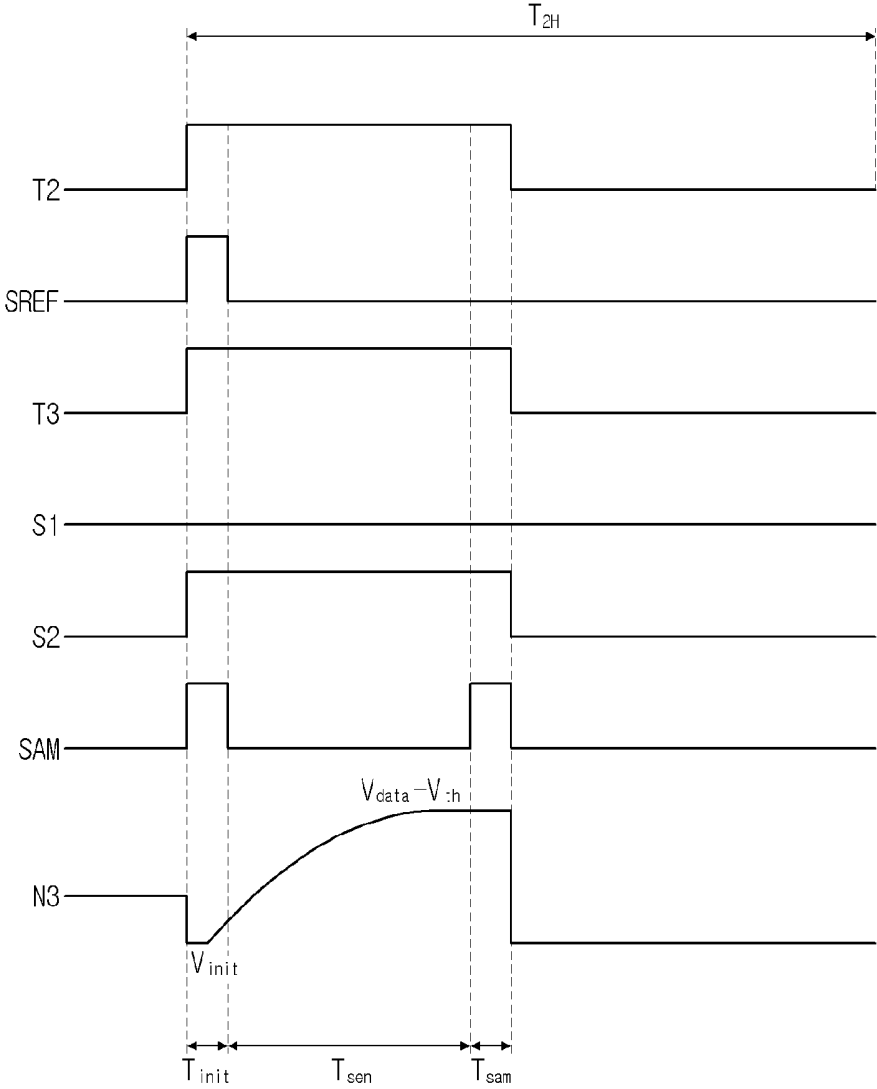 T2H
T2
SREF
T3
S1
S2
SAM
Vdata-Vth
N3
Vinit
Tinit
Tsen
Tsam